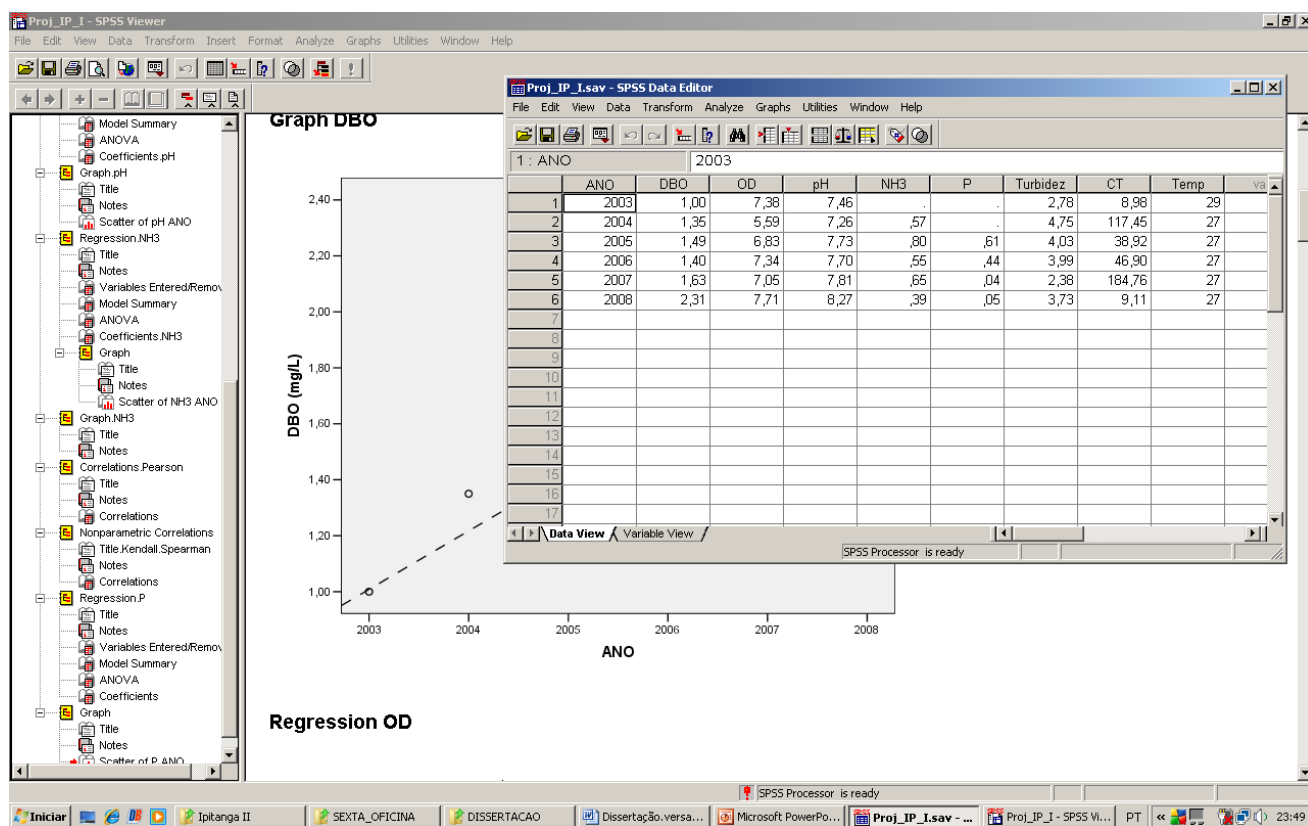 Proj_IP_I - SPSS Viewer
File Edit View Data Transform Insert Format Analyze Graphs Utilities Window Help
Model Summary
ANOVA
Coefficients.pH
Graph.pH
Title
Notes
Scatter of pH ANO
Regression.NH3
Title
Notes
Variables Entered/Remov
Model Summary
ANOVA
Coefficients.NH3
Graph
Title
Notes
Scatter of NH3 ANO
Graph.NH3
Title
Notes
Correlations.Pearson
Title
Notes
Correlations
Nonparametric Correlations
Title.Kendall.Spearman
Notes
Correlations
Regression.P
Title
Notes
Variables Entered/Remov
Model Summary
ANOVA
Coefficients
Graph
Title
Notes
Scatter of P ANO
Graph DBO
2,40
2,20
2,00
1,80
1,60
1,40
1,20
1,00
DBO (mg/L)
2003 2004 2005 2006 2007 2008
ANO
Regression OD
Proj_IP_I.sav - SPSS Data Editor
File Edit View Data Transform Analyze Graphs Utilities Window Help
1 : ANO 2003
ANO DBO OD pH NH3 P Turbidez CT Temp va
1 2003 1,00 7,38 7,46 . . 2,78 8,98 29
2 2004 1,35 5,59 7,26 ,57 . 4,75 117,45 27
3 2005 1,49 6,83 7,73 ,80 ,61 4,03 38,92 27
4 2006 1,40 7,34 7,70 ,55 ,44 3,99 46,90 27
5 2007 1,63 7,05 7,81 ,65 ,04 2,38 184,76 27
6 2008 2,31 7,71 8,27 ,39 ,05 3,73 9,11 27
7
8
9
10
11
12
13
14
15
16
17
Data View Variable View
SPSS Processor is ready
SPSS Processor is ready
Iniciar Ipitanga II SEXTA_OFICINA DISSERTACAO Dissertação.versa... Microsoft PowerPo... Proj_IP_I.sav - ... Proj_IP_I - SPSS Vi... PT « 23:49